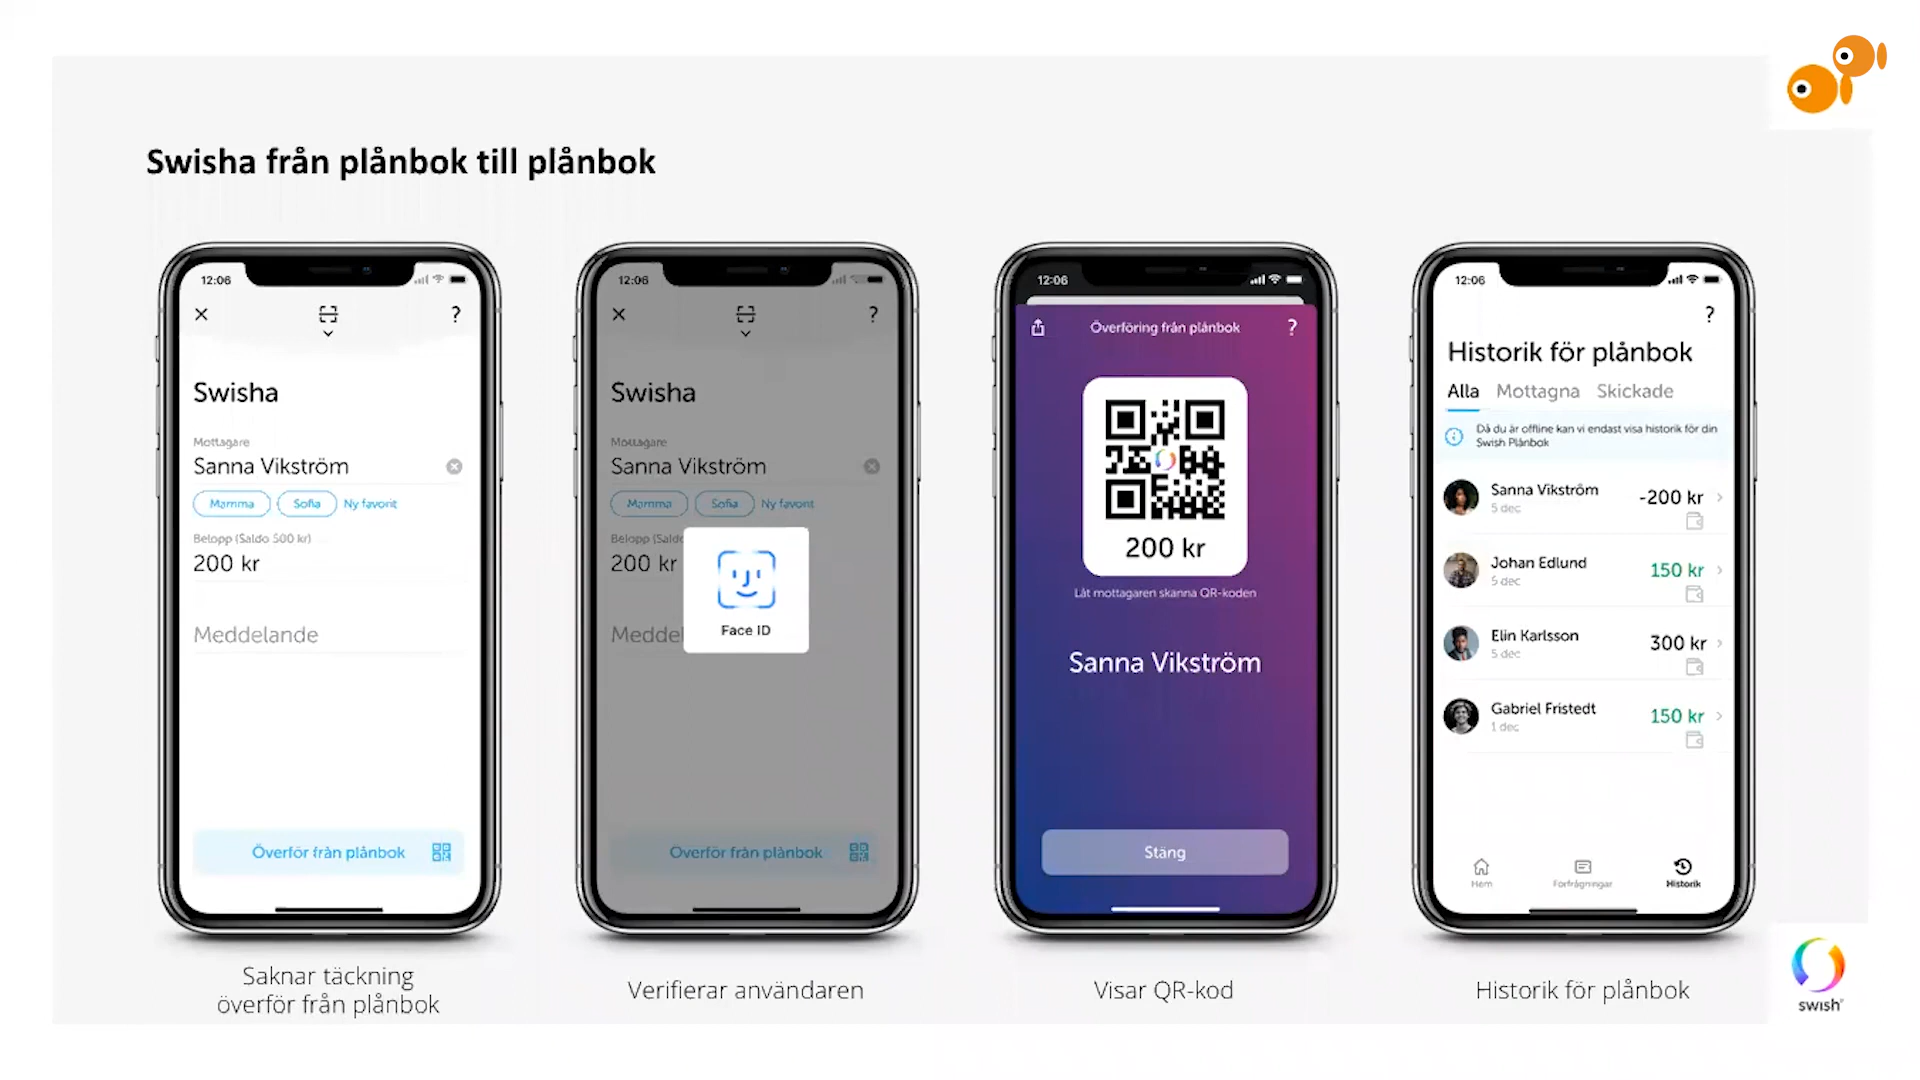 Swisha från plånbok till plånbok
12:06
?
Swisha
Mottagare
Sanna Vikström
Mamma Sofia Ny favorit
Belopp (Saldo 500 kr)
200 kr
Meddelande
Överför från plånbok
Saknar täckning
överför från plånbok
12:06
?
Swisha
Mottagare
Sanna Vikström
Mamma Sofia Ny favorit
Belopp (Saldo
200 kr
Meddel
Face ID
Överför från plånbok
Verifierar användaren
12:06
Överföring från plånbok ?
200 kr
Låt mottagaren skanna QR-koden
Sanna Vikström
Stäng
Visar QR-kod
12:06
?
Historik för plånbok
Alla Mottagna Skickade
Då du är offline kan vi endast visa historik för din
Swish Plånbok
Sanna Vikström -200 kr
5 dec
Johan Edlund 150 kr
5 dec
Elin Karlsson 300 kr
5 dec
Gabriel Fristedt 150 kr
1 dec
Hem Förfrågningar Historik
Historik för plånbok
swish®